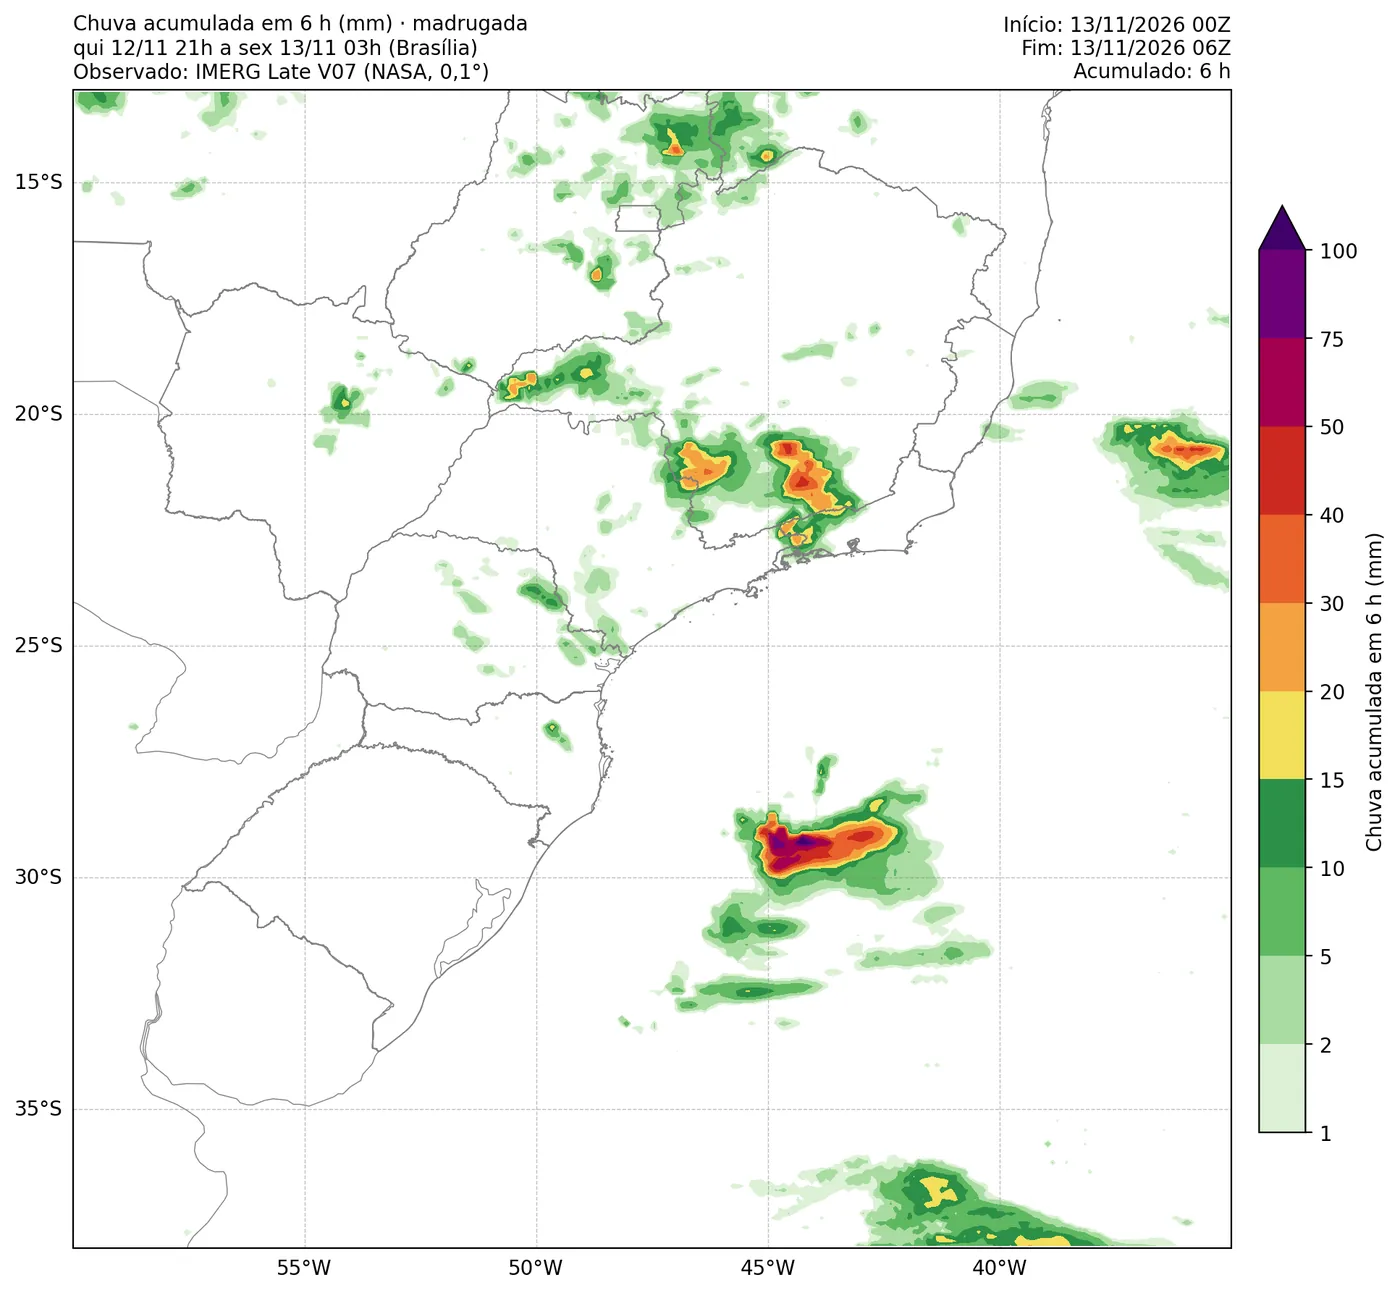 Chuva acumulada em 6 h (mm) · madrugada
qui 12/11 21h a sex 13/11 03h (Brasília)
Observado: IMERG Late V07 (NASA, 0,1°)
Início: 13/11/2026 00Z
Fim: 13/11/2026 06Z
Acumulado: 6 h
15°S
20°S
25°S
30°S
35°S
55°W
50°W
45°W
40°W
100
75
50
40
30
20
15
10
5
2
1
Chuva acumulada em 6 h (mm)